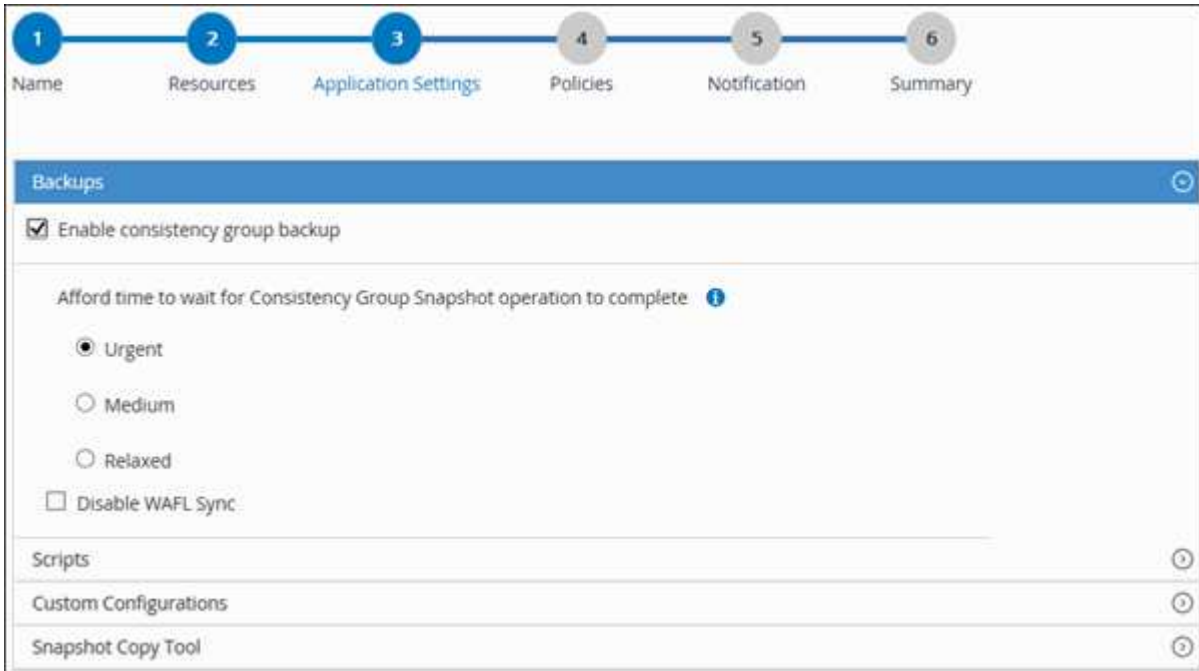 1 2 3 4 5 6
Name Resources Application Settings Policies Notification Summary
Backups
Enable consistency group backup
Afford time to wait for Consistency Group Snapshot operation to complete i
Urgent
Medium
Relaxed
Disable WAFL Sync
Scripts
Custom Configurations
Snapshot Copy Tool